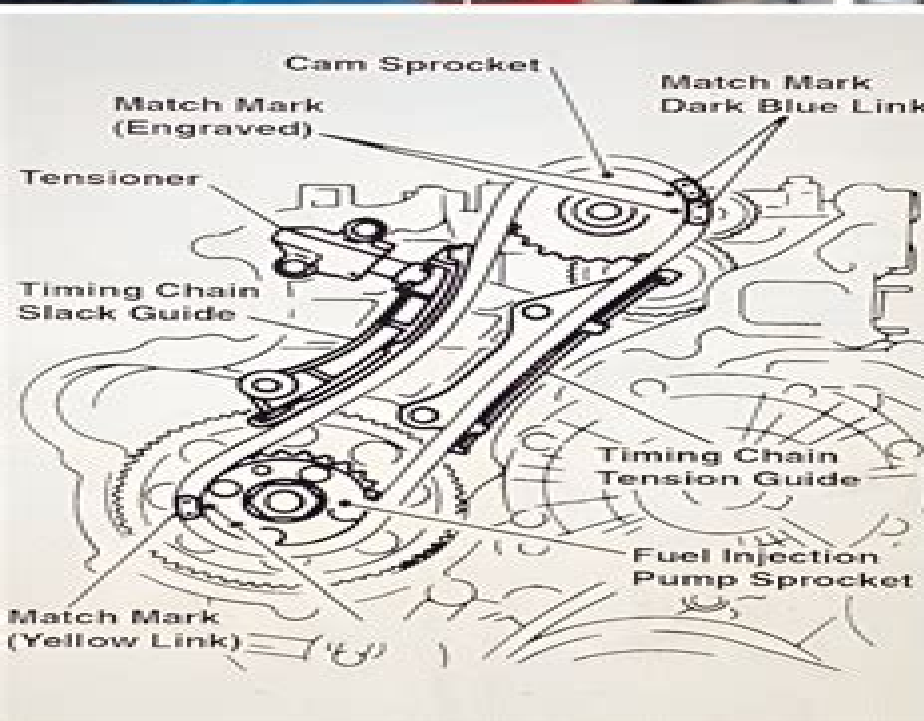 Cam Sprocket
Match Mark
Dark Blue Link
Match Mark
(Engraved)
Tensioner
Timing Chain
Slack Guide
Timing Chain
Tension Guide
Fuel Injection
Pump Sprocket
Match Mark
(Yellow Link)